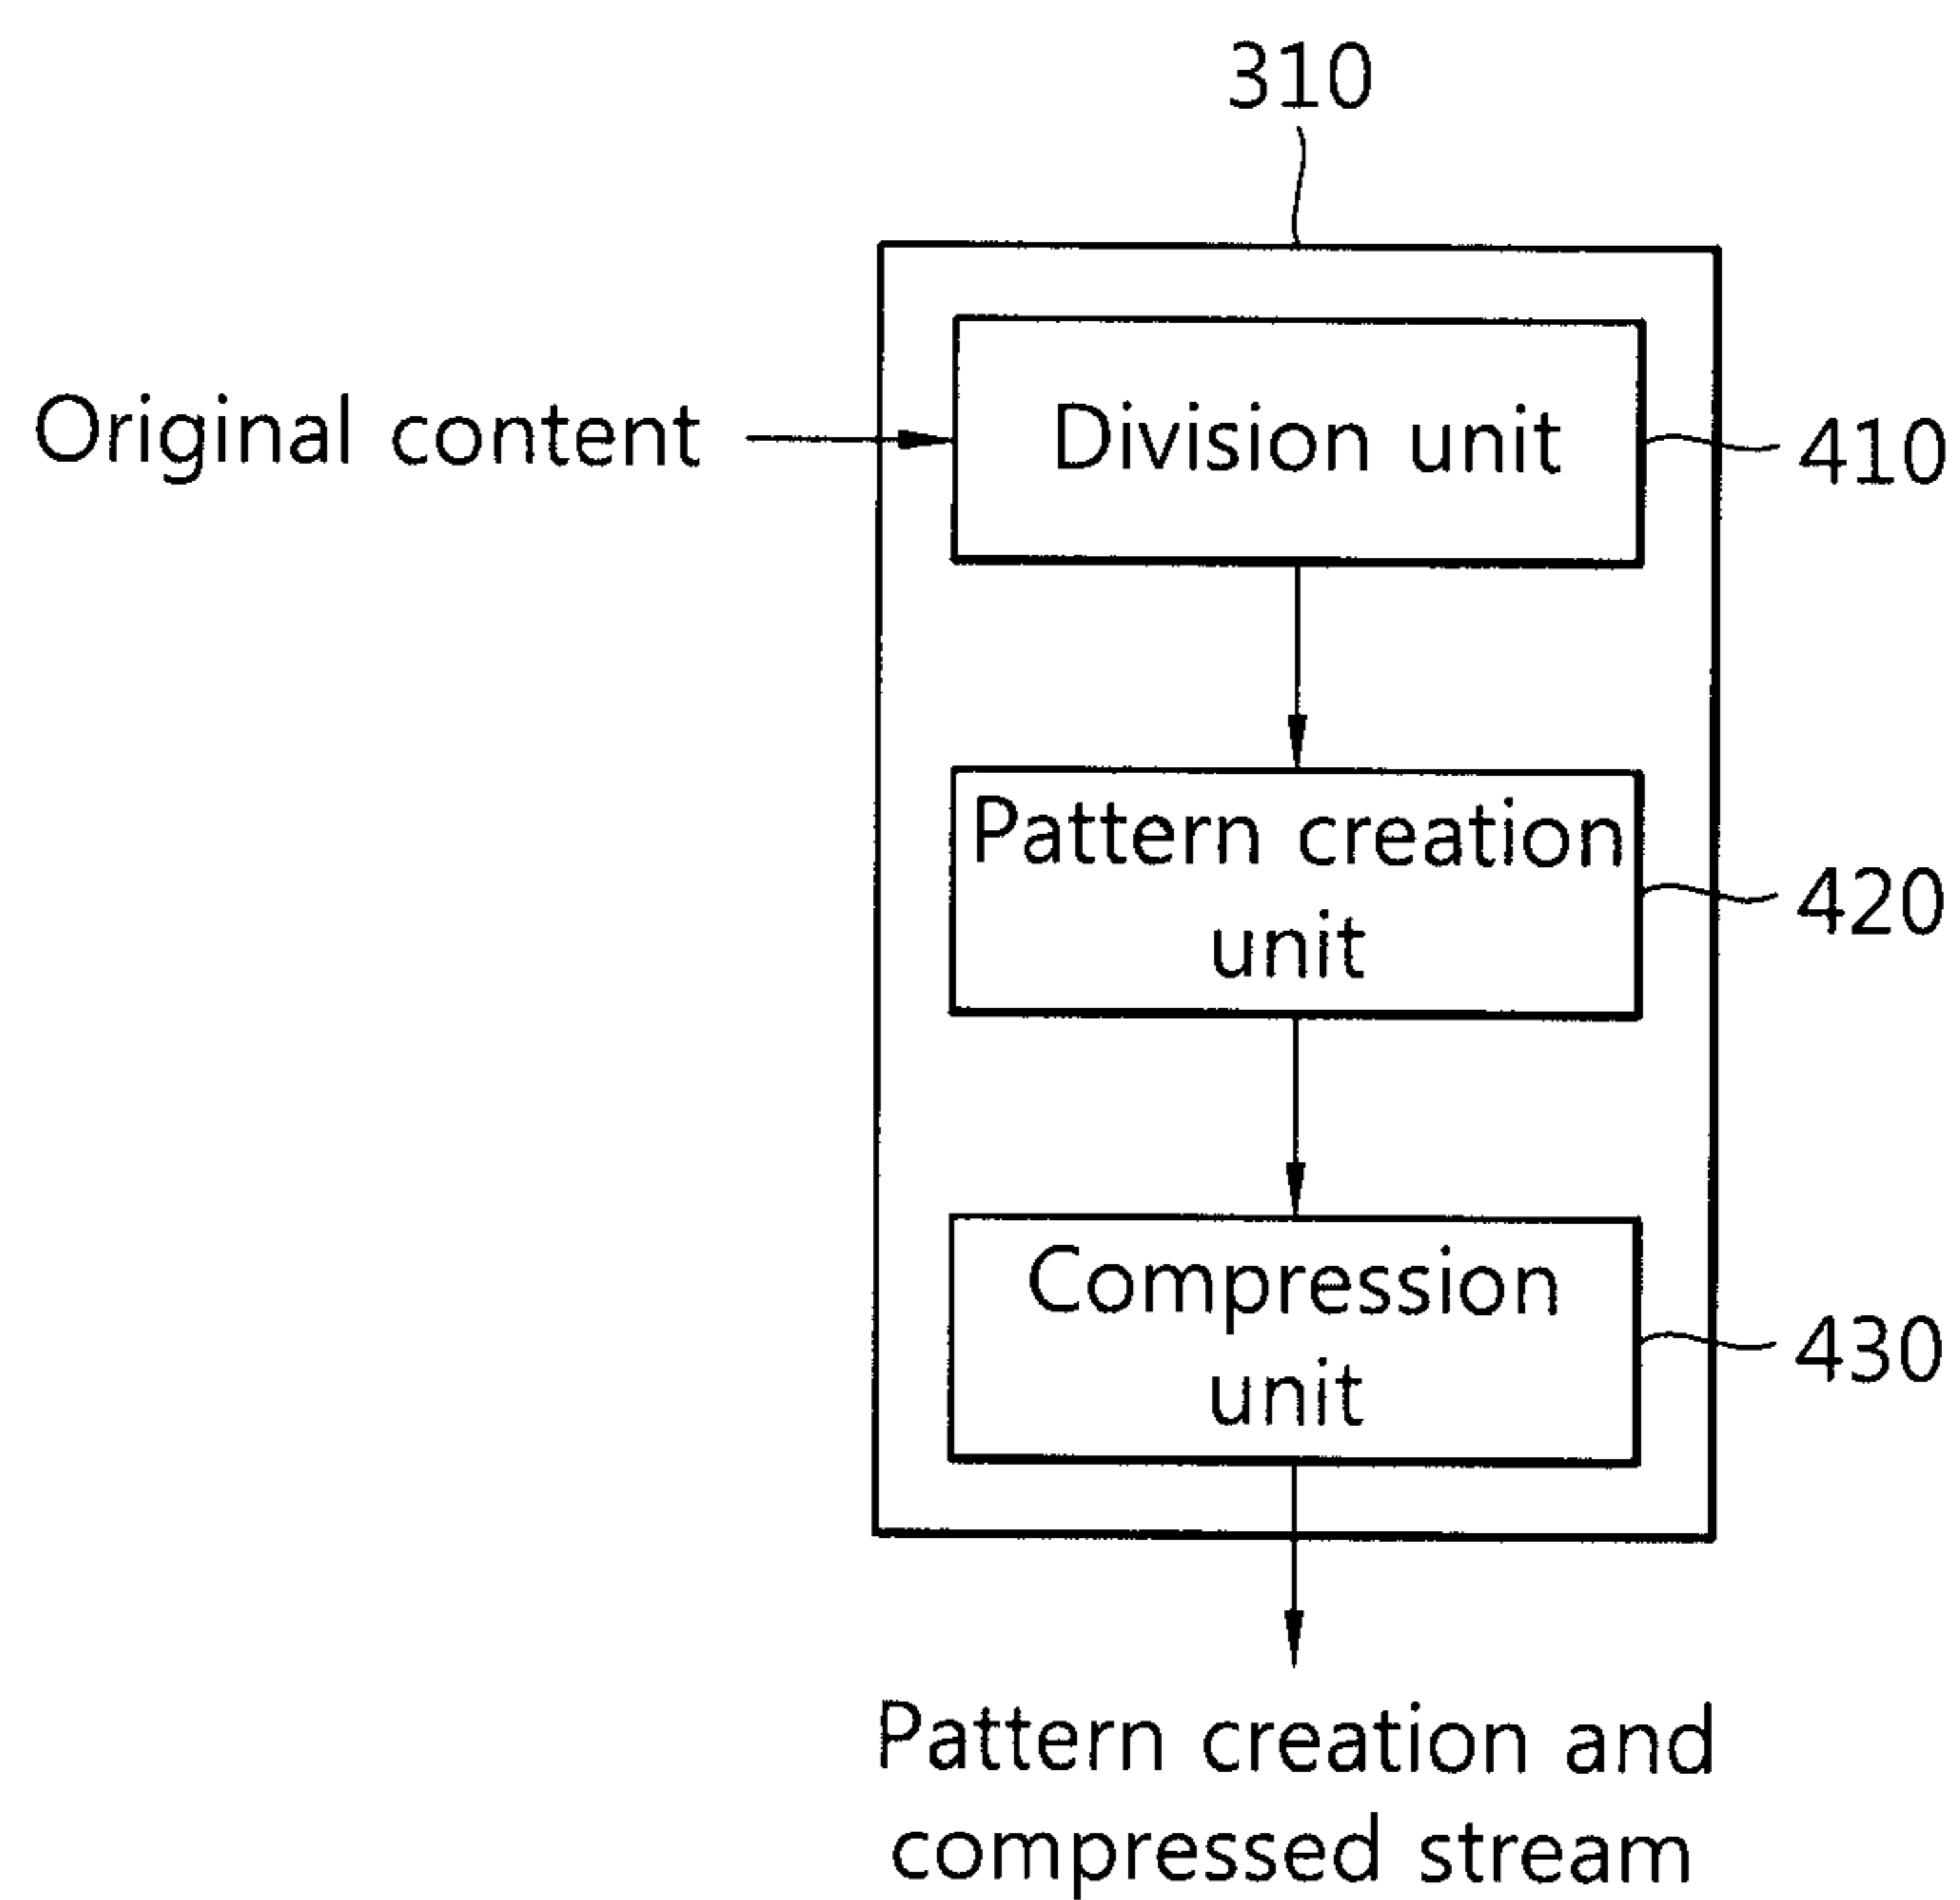 310
Original content
Division unit
410
Pattern creation
unit
420
Compression
unit
430
Pattern creation and
compressed stream